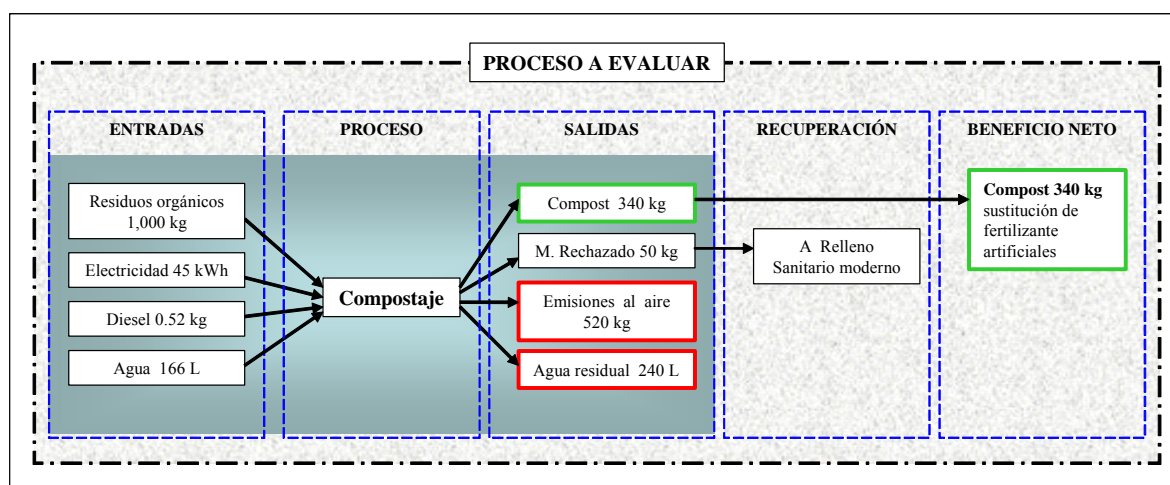 PROCESO A EVALUAR
ENTRADAS
PROCESO
SALIDAS
RECUPERACIÓN
BENEFICIO NETO
Residuos orgánicos
1,000 kg
Electricidad 45 kWh
Diesel 0.52 kg
Agua 166 L
Compostaje
Compost 340 kg
M. Rechazado 50 kg
Emisiones al aire
520 kg
Agua residual 240 L
A Relleno
Sanitario moderno
Compost 340 kg
sustitución de
fertilizante
artificiales